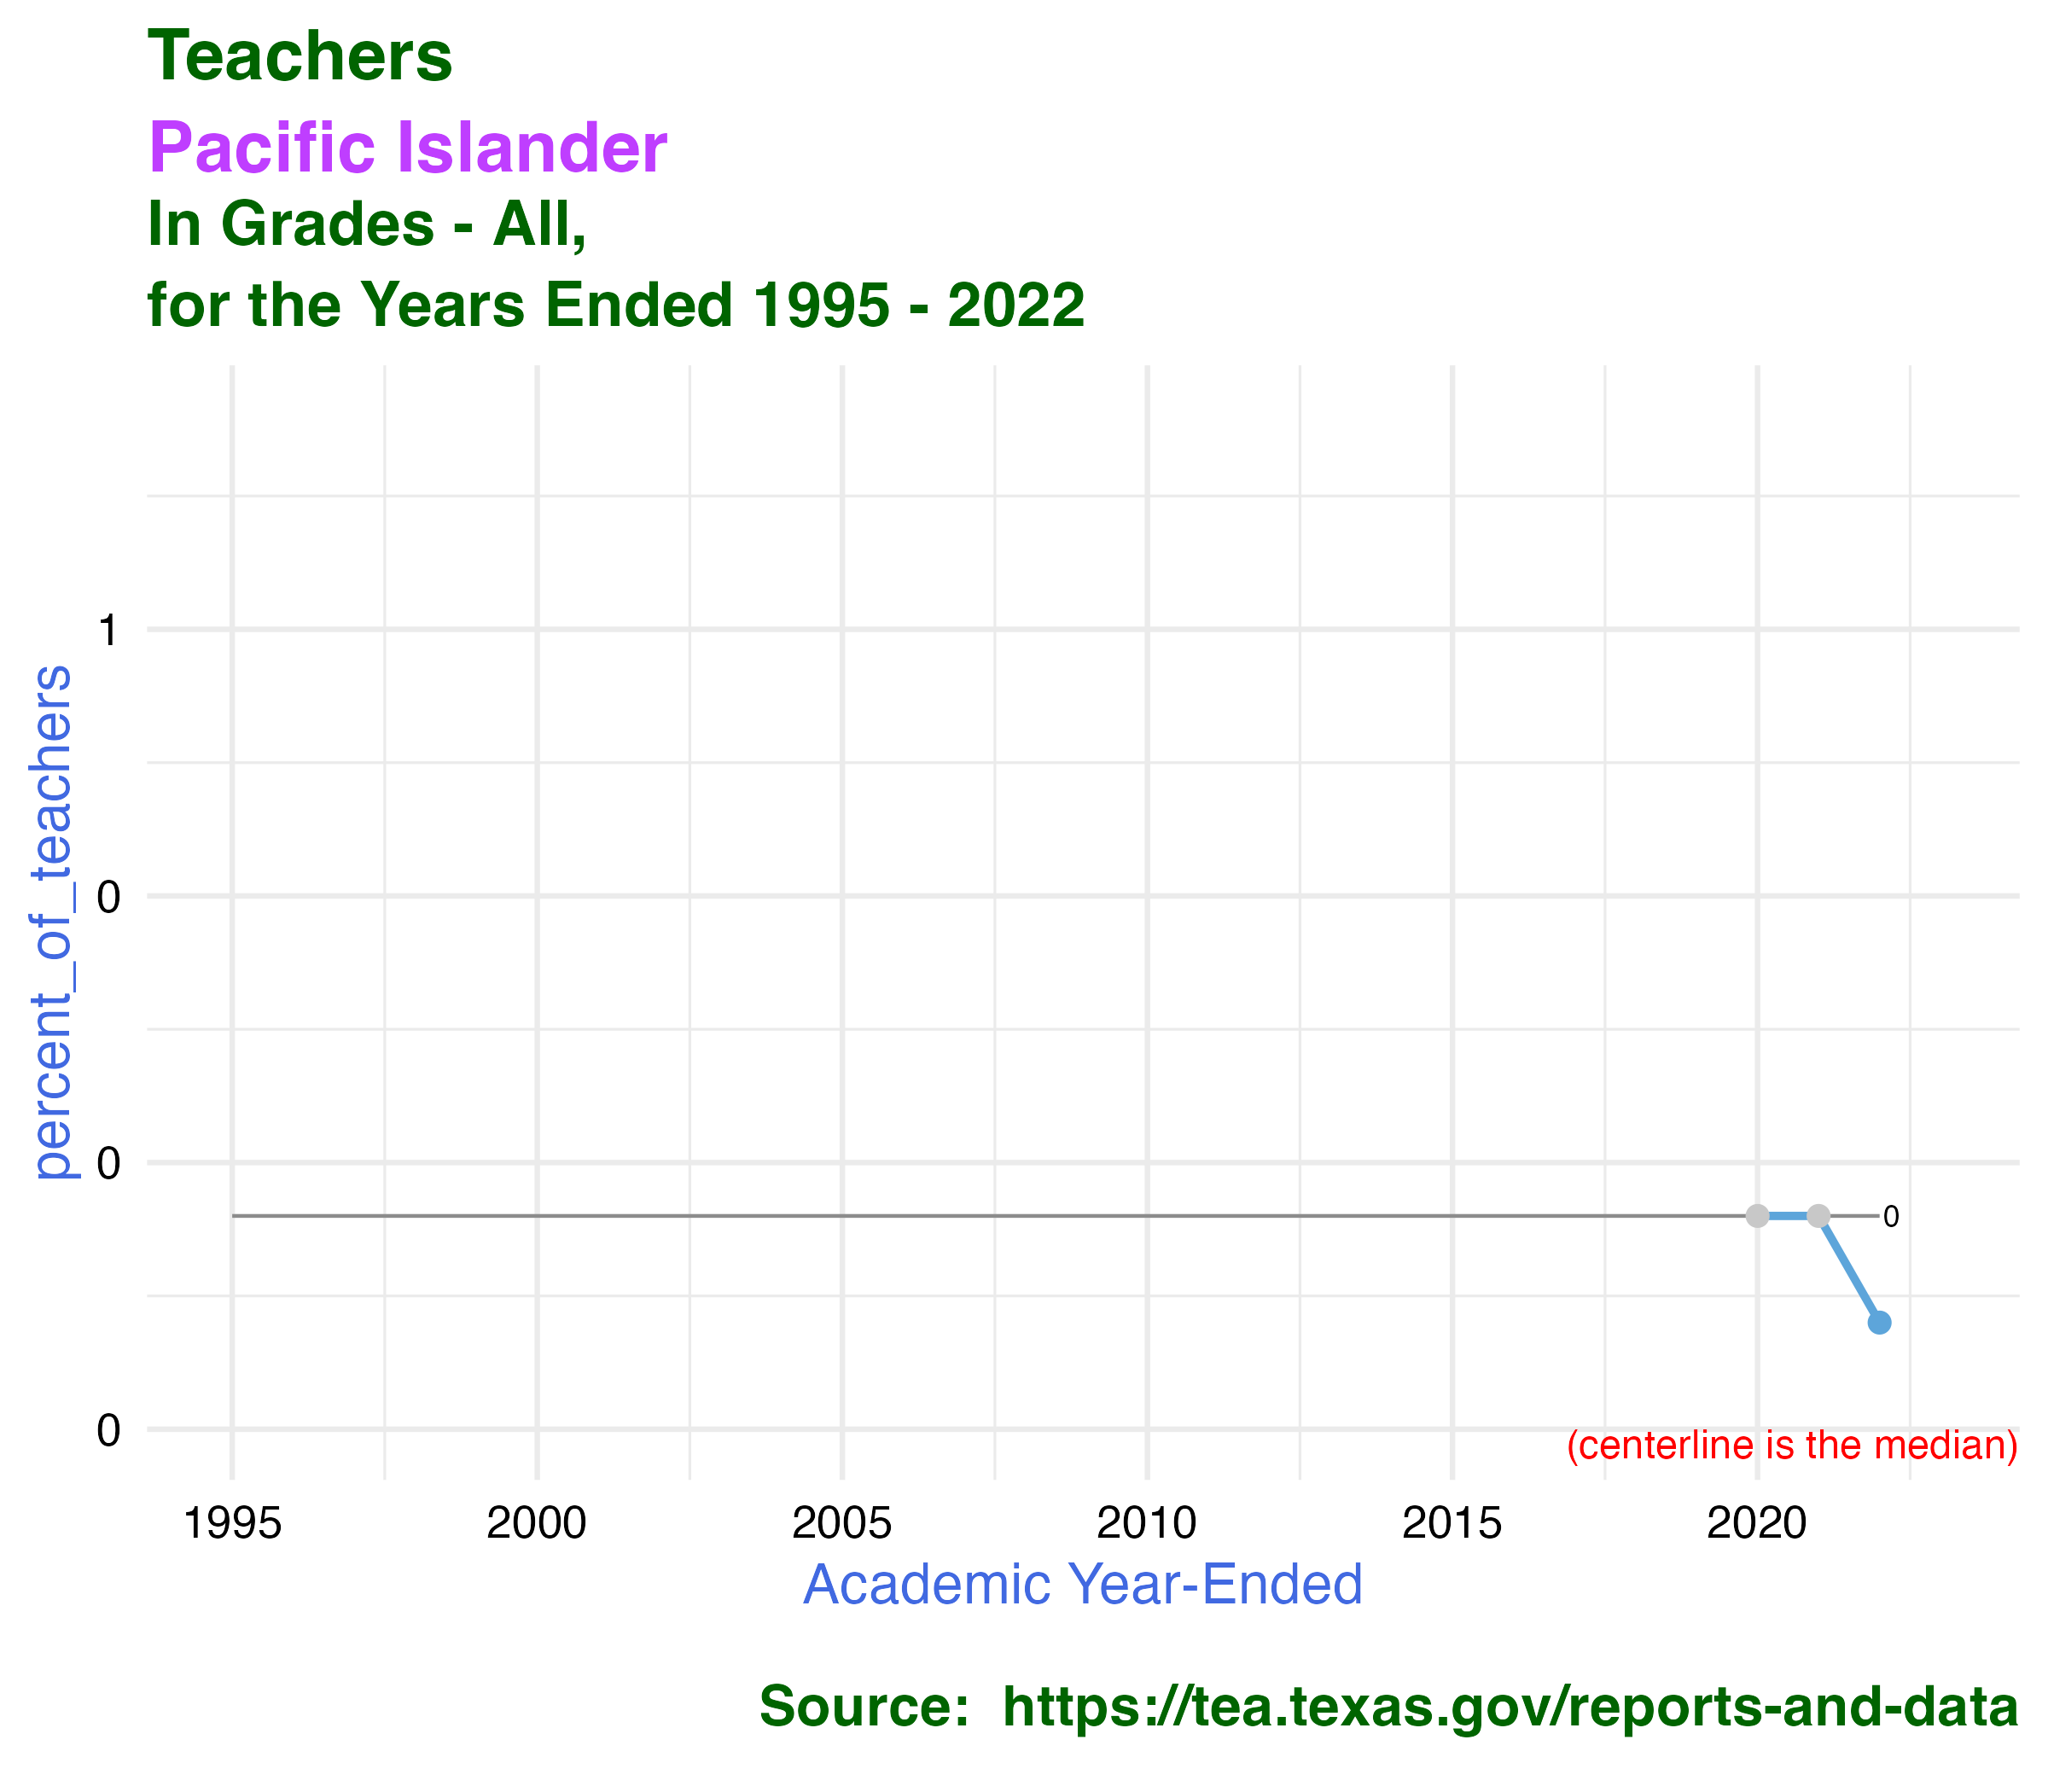 Teachers
Pacific Islander
In Grades - All,
for the Years Ended 1995 - 2022
percent_of_teachers
1
0
0
0
0
(centerline is the median)
1995 2000 2005 2010 2015 2020
Academic Year-Ended
Source:  https://tea.texas.gov/reports-and-data